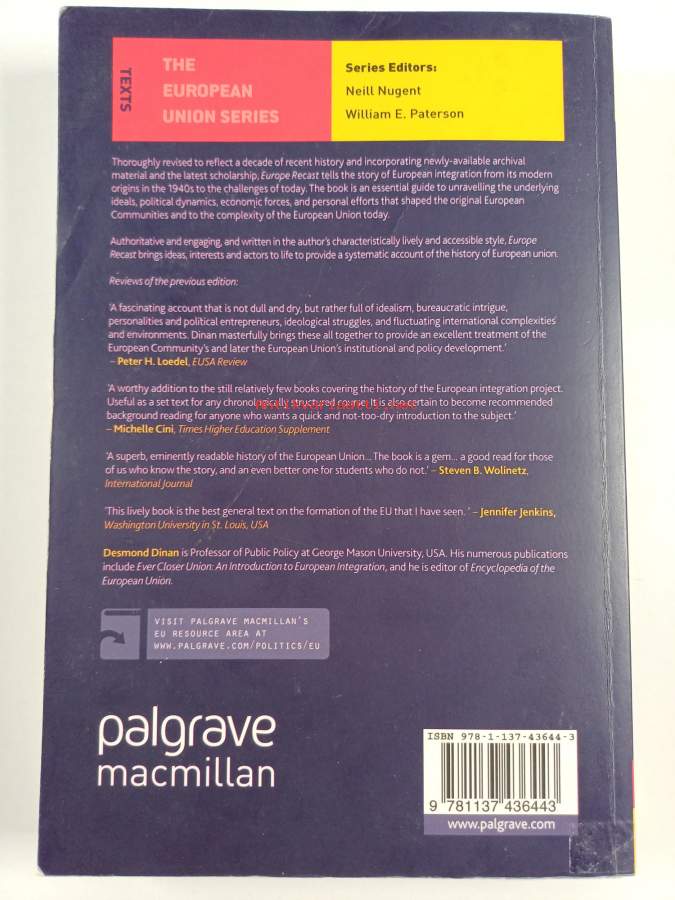 TEXTS
THE
EUROPEAN
UNION SERIES
Series Editors:
Neill Nugent
William E. Paterson
Thoroughly revised to reflect a decade of recent history and incorporating newly-available archival
material and the latest scholarship, Europe Recast tells the story of European integration from its modern
origins in the 1940s to the challenges of today. The book is an essential guide to unravelling the underlying
ideals, political dynamics, economic forces, and personal efforts that shaped the original European
Communities and to the complexity of the European Union today.
Authoritative and engaging, and written in the author's characteristically lively and accessible style, Europe
Recast brings ideas, interests and actors to life to provide a systematic account of the history of European union.
Reviews of the previous edition:
'A fascinating account that is not dull and dry, but rather full of idealism, bureaucratic intrigue,
personalities and political entrepreneurs, ideological struggles, and fluctuating international complexities
and environments. Dinan masterfully brings these all together to provide an excellent treatment of the
European Community's and later the European Union's institutional and policy development.'
– Peter H. Loedel, EUSA Review
'A worthy addition to the still relatively few books covering the history of the European integration project.
Useful as a set text for any chronologically structured course It is also certain to become recommended
background reading for anyone who wants a quick and not-too-dry introduction to the subject.'
– Michelle Cini, Times Higher Education Supplement
'A superb, eminently readable history of the European Union... The book is a gem... a good read for those
of us who know the story, and an even better one for students who do not.' – Steven B. Wolinetz,
International Journal
'This lively book is the best general text on the formation of the EU that I have seen. ' – Jennifer Jenkins,
Washington University in St. Louis, USA
Desmond Dinan is Professor of Public Policy at George Mason University, USA. His numerous publications
include Ever Closer Union: An Introduction to European Integration, and he is editor of Encyclopedia of the
European Union.
VISIT PALGRAVE MACMILLAN'S
EU RESOURCE AREA AT
WWW.PALGRAVE.COM/POLITICS/EU
palgrave
macmillan
ISBN 978-1-137-43644-3
9 781137 436443
www.palgrave.com